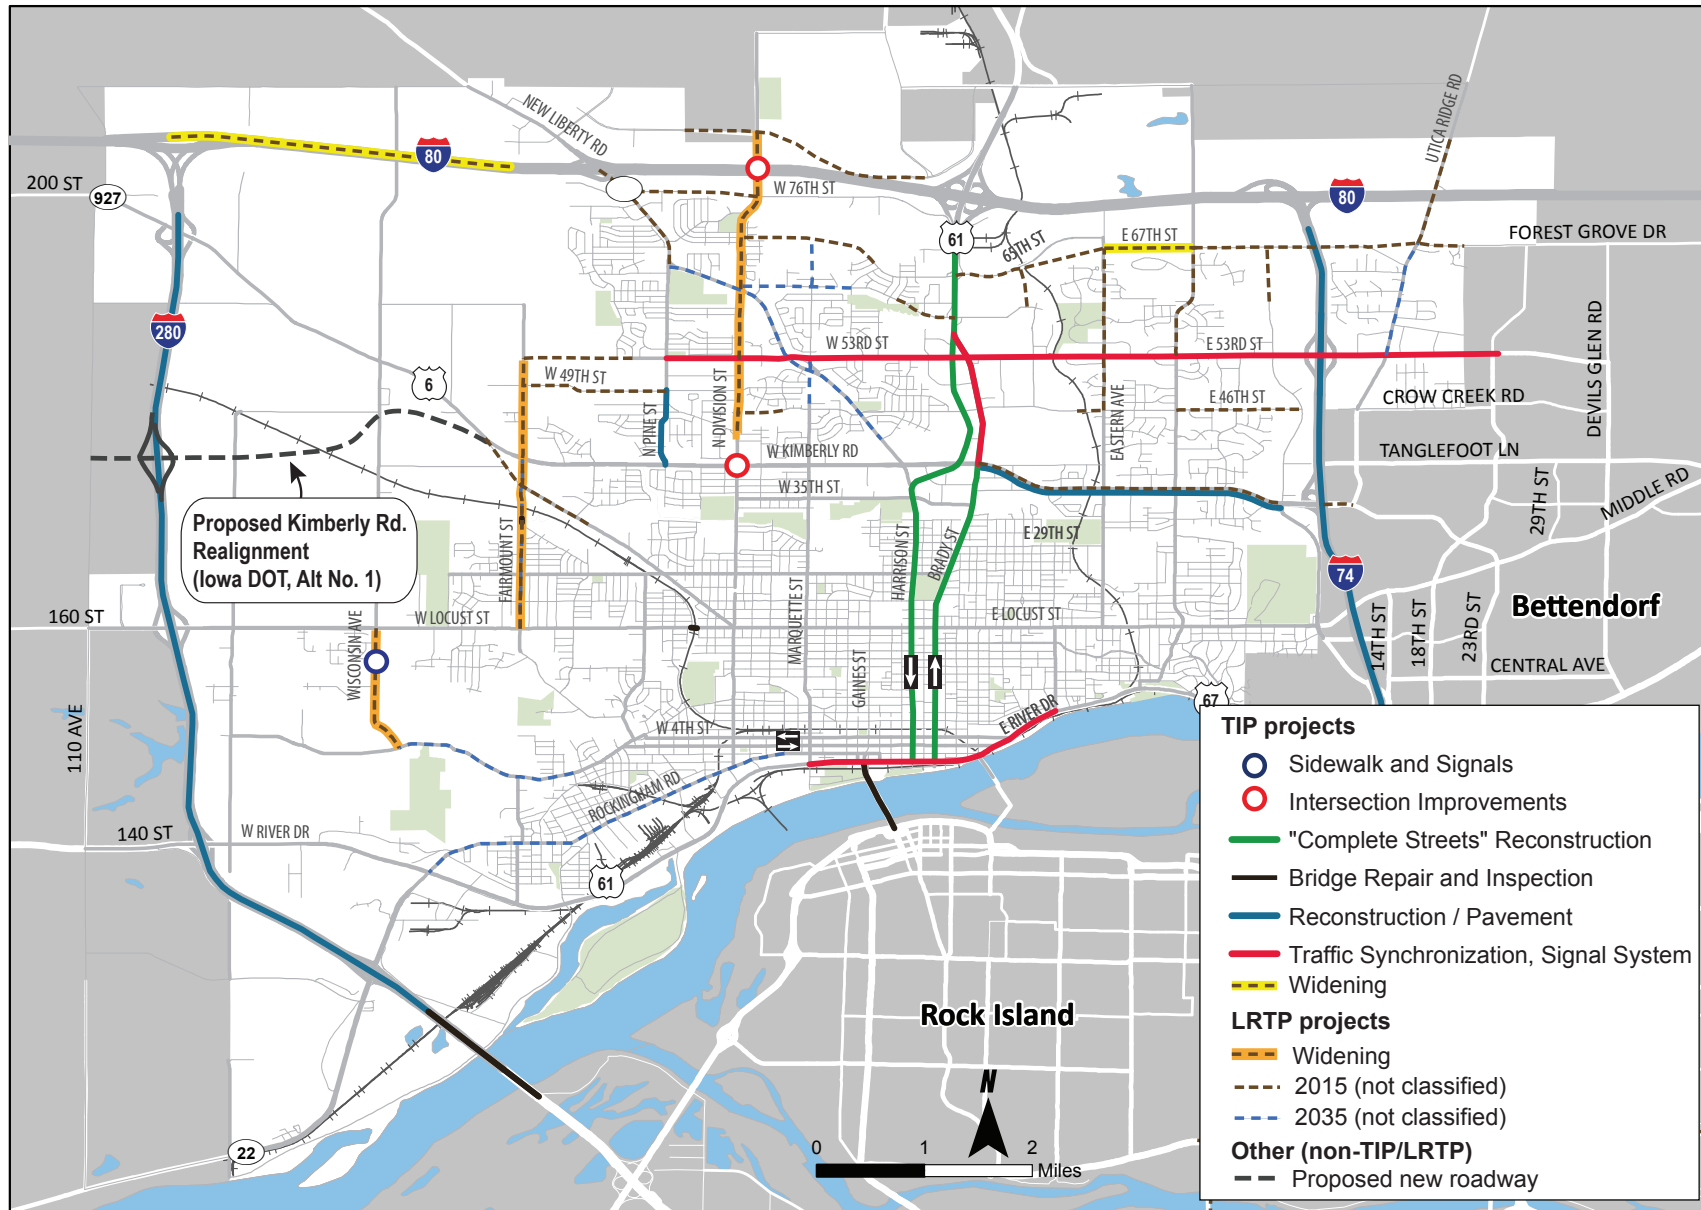 NEW LIBERTY RD
UTICA RIDGE RD
80
200 ST
927
W 76TH ST
80
61
65TH ST
E 67TH ST
FOREST GROVE DR
280
W 53RD ST
E 53RD ST
DEVILS GLEN RD
6
W 49TH ST
N PINE ST
N DIVISION ST
EASTERN AVE
E 46TH ST
CROW CREEK RD
W KIMBERLY RD
TANGLEFOOT LN
W 35TH ST
29TH ST
MIDDLE RD
Proposed Kimberly Rd.
Realignment
(Iowa DOT, Alt No. 1)
FAIRMOUNT ST
HARRISON ST
BRADY ST
E 29TH ST
74
160 ST
W LOCUST ST
E LOCUST ST
Bettendorf
WISCONSIN AVE
MARQUETTE ST
GAINES ST
14TH ST
18TH ST
23RD ST
CENTRAL AVE
110 AVE
W 4TH ST
E RIVER DR
67
ROCKINGHAM RD
140 ST
W RIVER DR
61
Rock Island
22
N
0 1 2
Miles
TIP projects
Sidewalk and Signals
Intersection Improvements
"Complete Streets" Reconstruction
Bridge Repair and Inspection
Reconstruction / Pavement
Traffic Synchronization, Signal System
Widening
LRTP projects
Widening
2015 (not classified)
2035 (not classified)
Other (non-TIP/LRTP)
Proposed new roadway